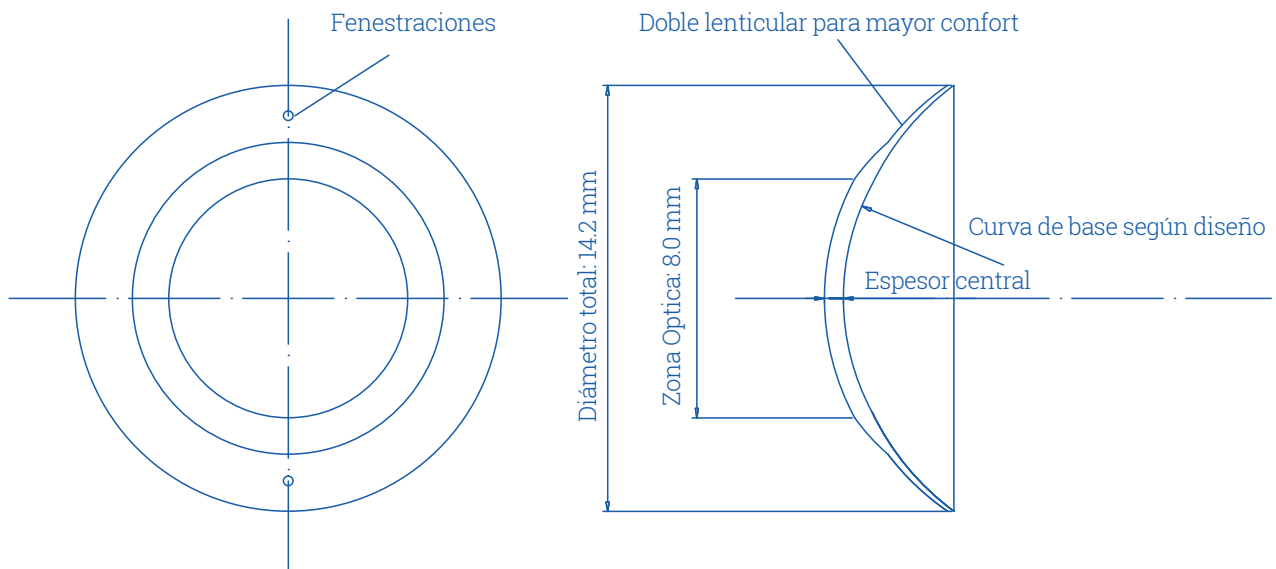 Fenestraciones
Doble lenticular para mayor confort
Diámetro total: 14.2 mm
Zona Optica: 8.0 mm
Curva de base según diseño
Espesor central